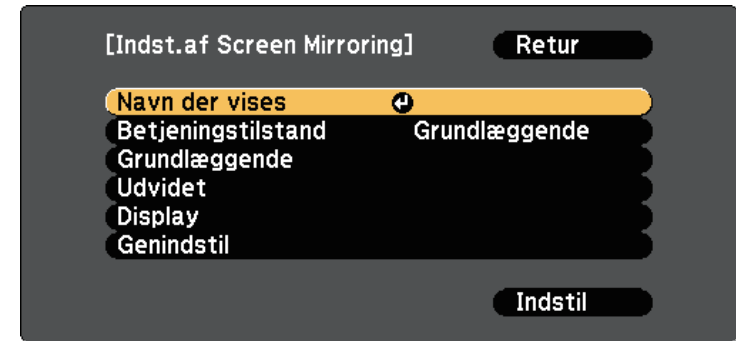 [Indst.af Screen Mirroring] Retur
Navn der vises
Betjeningstilstand Grundlæggende
Grundlæggende
Udvidet
Display
Genindstil
Indstil